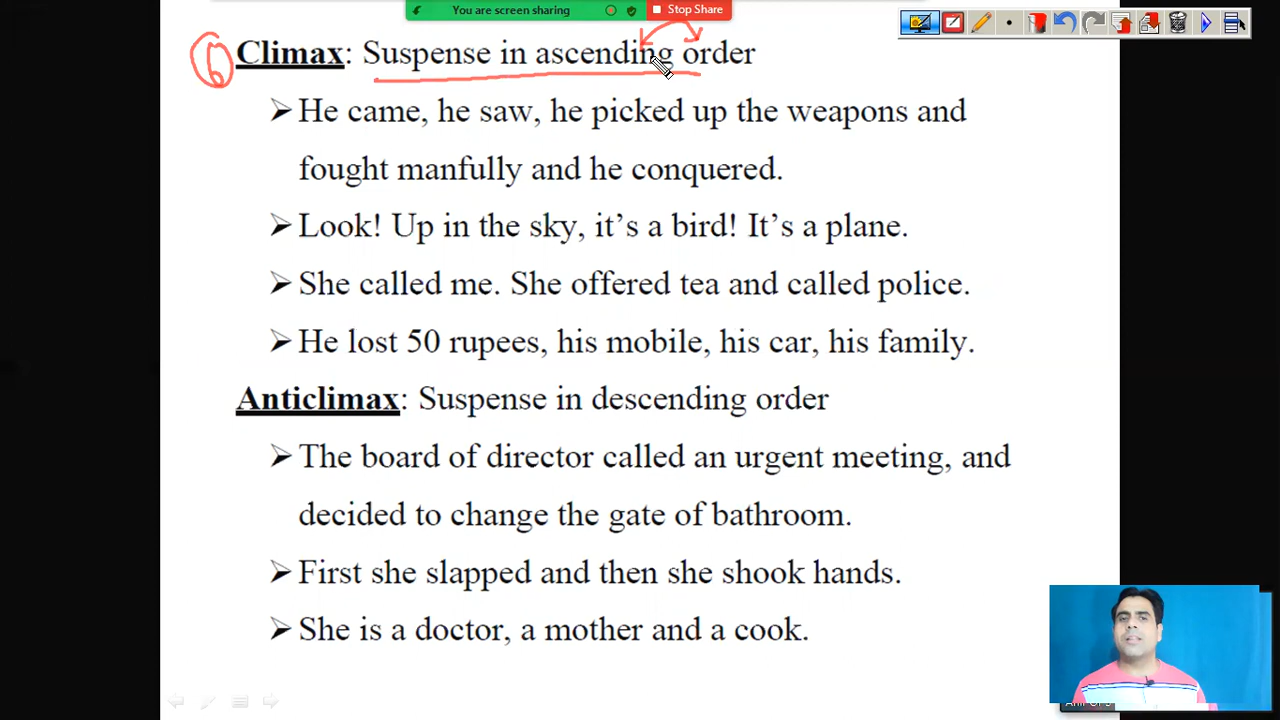 You are screen sharing
Stop Share
6 Climax: Suspense in ascending order
➢ He came, he saw, he picked up the weapons and
fought manfully and he conquered.
➢ Look! Up in the sky, it’s a bird! It’s a plane.
➢ She called me. She offered tea and called police.
➢ He lost 50 rupees, his mobile, his car, his family.
Anticlimax: Suspense in descending order
➢ The board of director called an urgent meeting, and
decided to change the gate of bathroom.
➢ First she slapped and then she shook hands.
➢ She is a doctor, a mother and a cook.